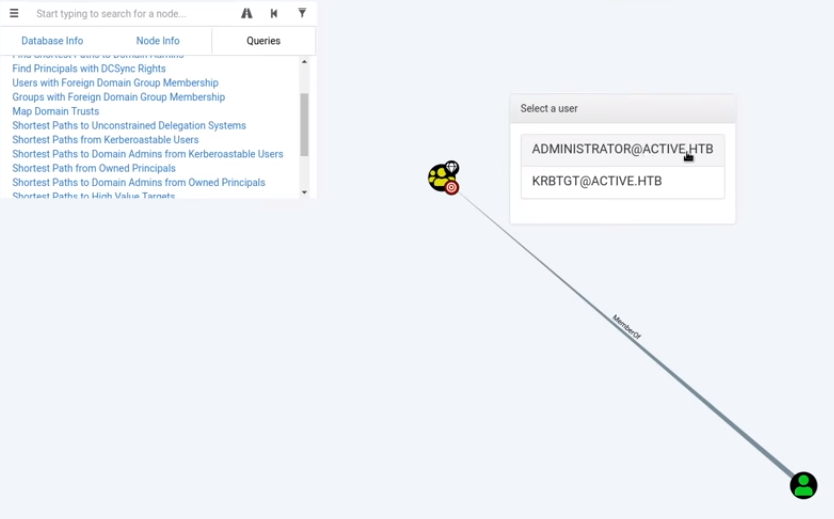 Start typing to search for a node...
Database Info
Node Info
Queries
Find Shortest Paths to Domain Admins
Find Principals with DCSync Rights
Users with Foreign Domain Group Membership
Groups with Foreign Domain Group Membership
Map Domain Trusts
Shortest Paths to Unconstrained Delegation Systems
Shortest Paths from Kerberoastable Users
Shortest Paths to Domain Admins from Kerberoastable Users
Shortest Path from Owned Principals
Shortest Paths to Domain Admins from Owned Principals
Shortest Paths to High Value Targets
Select a user
ADMINISTRATOR@ACTIVE.HTB
KRBTGT@ACTIVE.HTB
MemberOf